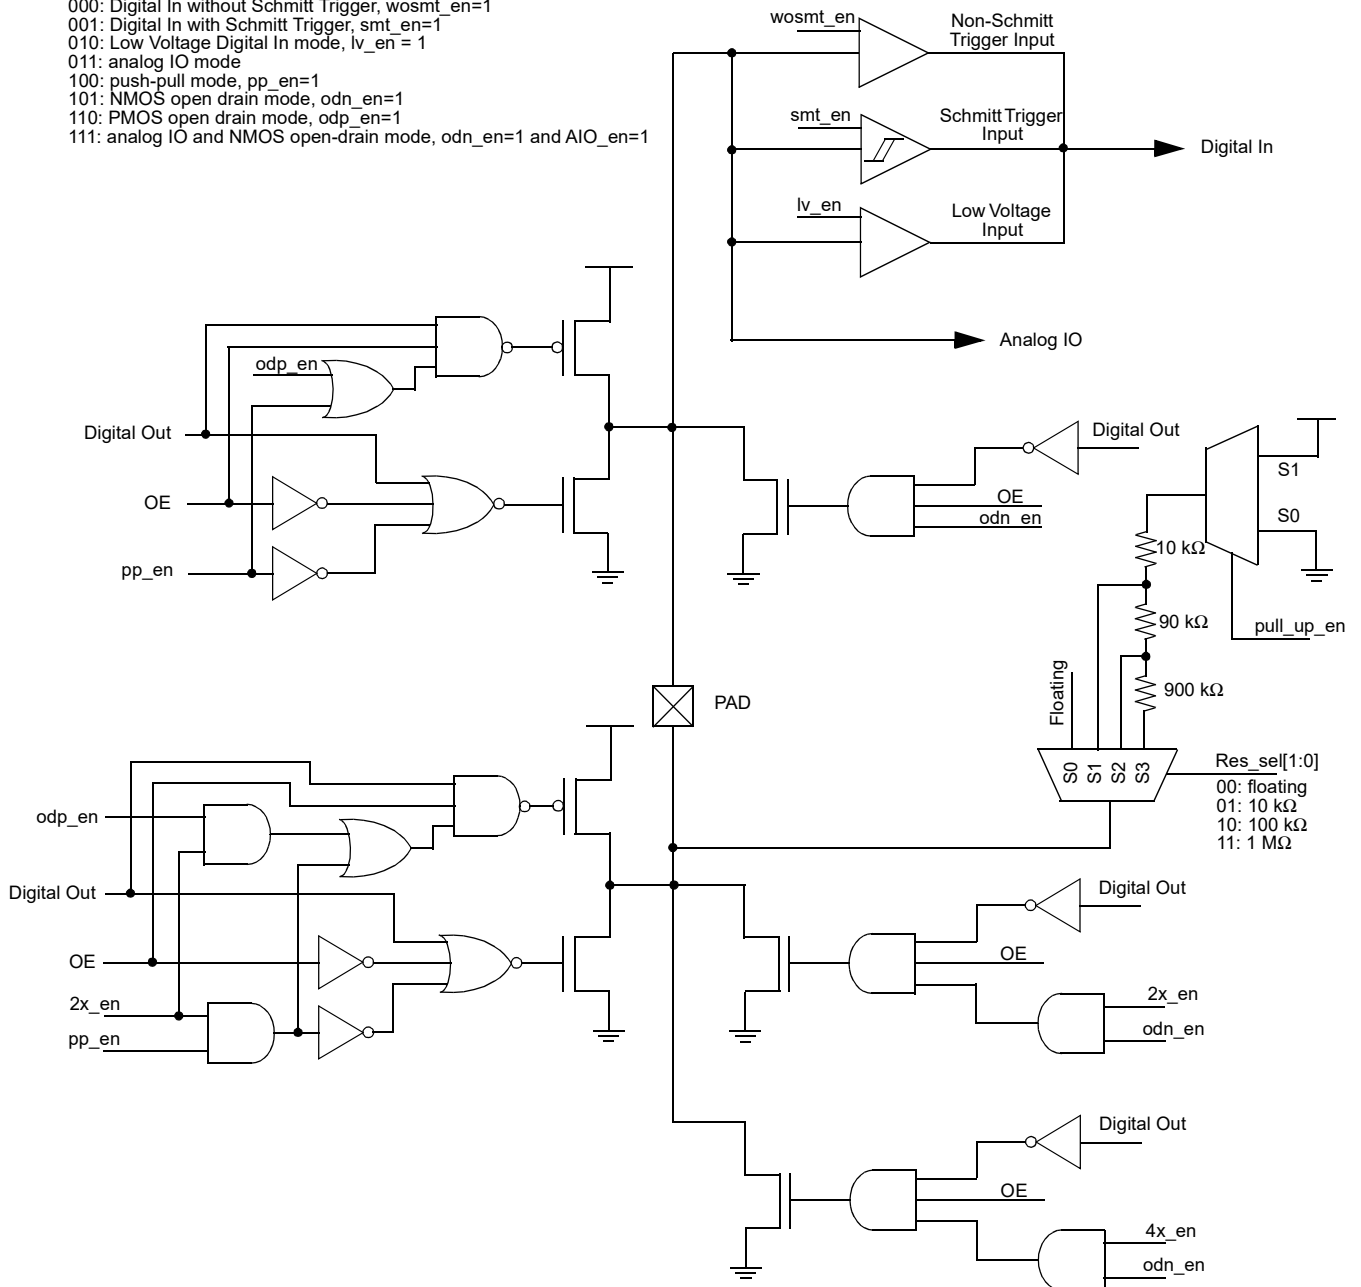 000: Digital In without Schmitt Trigger, wosmt_en=1
001: Digital In with Schmitt Trigger, smt_en=1
010: Low Voltage Digital In mode, lv_en = 1
011: analog IO mode
100: push-pull mode, pp_en=1
101: NMOS open drain mode, odn_en=1
110: PMOS open drain mode, odp_en=1
111: analog IO and NMOS open-drain mode, odn_en=1 and AIO_en=1
wosmt_en
Non-Schmitt
Trigger Input
smt_en
Schmitt Trigger
Input
Digital In
lv_en
Low Voltage
Input
Analog IO
odp_en
Digital Out
OE
pp_en
Digital Out
OE
odn_en
S1
S0
10 kΩ
90 kΩ
pull_up_en
900 kΩ
Floating
PAD
S0
S1
S2
S3
Res_sel[1:0]
00: floating
01: 10 kΩ
10: 100 kΩ
11: 1 MΩ
odp_en
Digital Out
OE
2x_en
pp_en
Digital Out
OE
2x_en
odn_en
Digital Out
OE
4x_en
odn_en